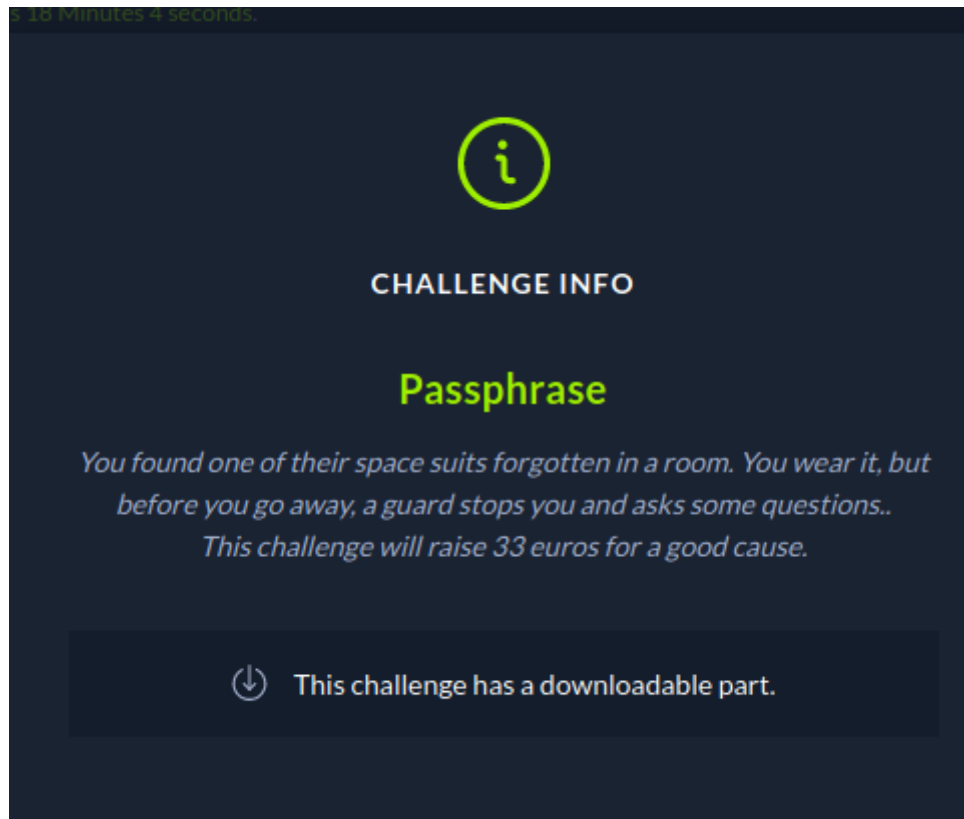 s 18 Minutes 4 seconds.
CHALLENGE INFO
Passphrase
You found one of their space suits forgotten in a room. You wear it, but
before you go away, a guard stops you and asks some questions..
This challenge will raise 33 euros for a good cause.
This challenge has a downloadable part.